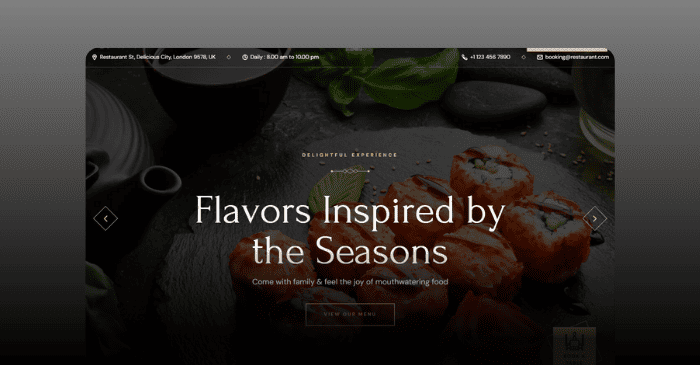 Restaurant St, Delicious City, London 9578, UK
Daily : 8.00 am to 10.00 pm
+1 123 456 7890
booking@restaurant.com
DELIGHTFUL EXPERIENCE
Flavors Inspired by
the Seasons
Come with family & feel the joy of mouthwatering food
VIEW OUR MENU
BOOK A